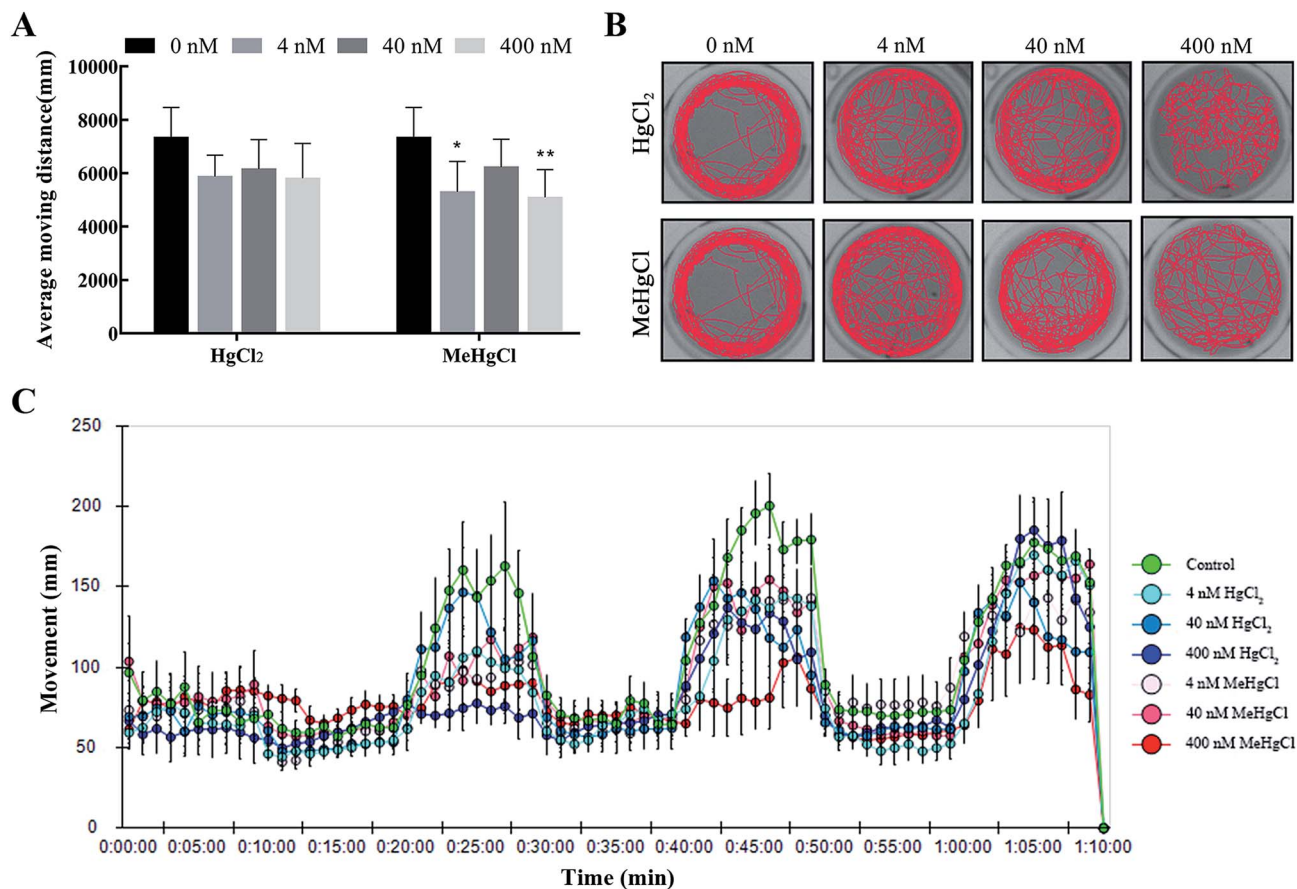 A
0 nM 4 nM 40 nM 400 nM
Average moving distance(mm)
10000
8000
6000
4000
2000
0
*
**
HgCl₂
MeHgCl
B
0 nM 4 nM 40 nM 400 nM
HgCl₂
MeHgCl
C
Movement (mm)
250
200
150
100
50
0
0:00:00 0:05:00 0:10:00 0:15:00 0:20:00 0:25:00 0:30:00 0:35:00 0:40:00 0:45:00 0:50:00 0:55:00 1:00:00 1:05:00 1:10:00
Time (min)
Control
4 nM HgCl₂
40 nM HgCl₂
400 nM HgCl₂
4 nM MeHgCl
40 nM MeHgCl
400 nM MeHgCl